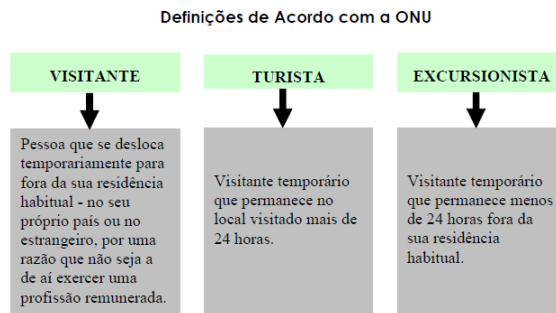 Definições de Acordo com a ONU
VISITANTE
TURISTA
EXCURSIONISTA
Pessoa que se desloca
temporariamente para
fora da sua residência
habitual - no seu
próprio país ou no
estrangeiro, por uma
razão que não seja a
de aí exercer uma
profissão remunerada.
Visitante temporário
que permanece no
local visitado mais de
24 horas.
Visitante temporário
que permanece menos
de 24 horas fora da
sua residência
habitual.